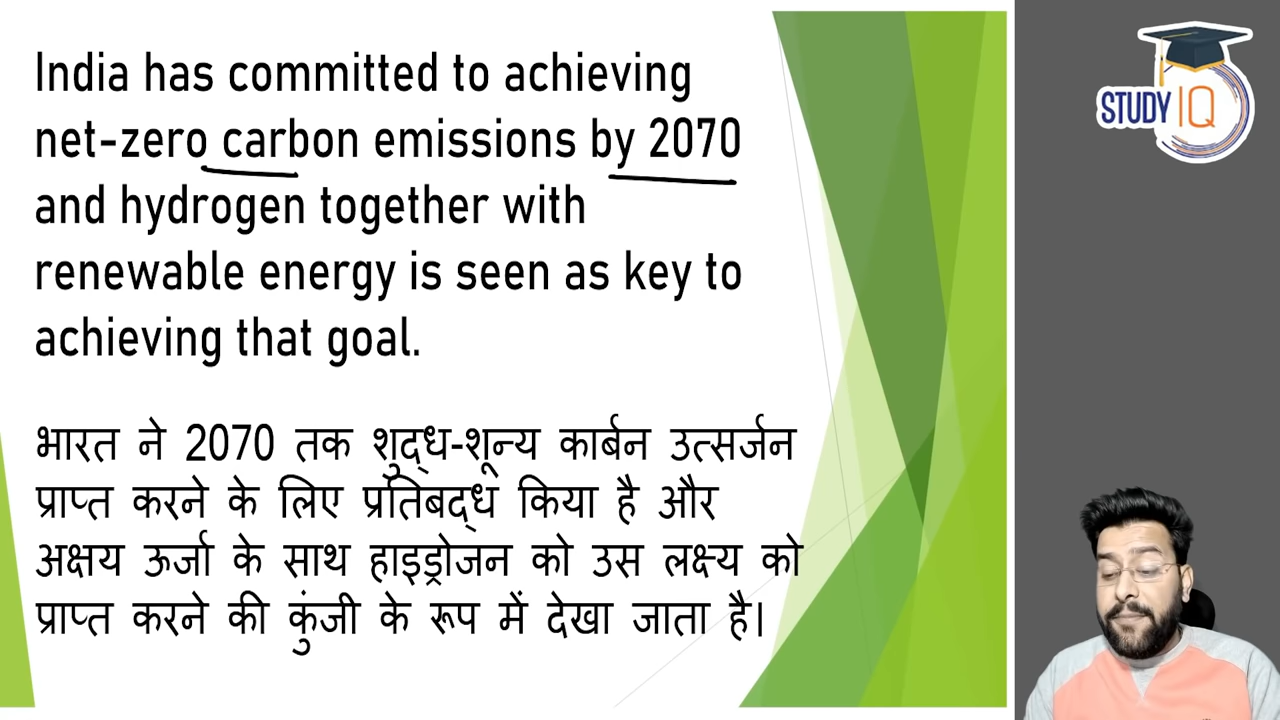 India has committed to achieving
net-zero carbon emissions by 2070
and hydrogen together with
renewable energy is seen as key to
achieving that goal.
भारत ने 2070 तक शुद्ध-शून्य कार्बन उत्सर्जन
प्राप्त करने के लिए प्रतिबद्ध किया है और
अक्षय ऊर्जा के साथ हाइड्रोजन को उस लक्ष्य को
प्राप्त करने की कुंजी के रूप में देखा जाता है।
STUDY IQ